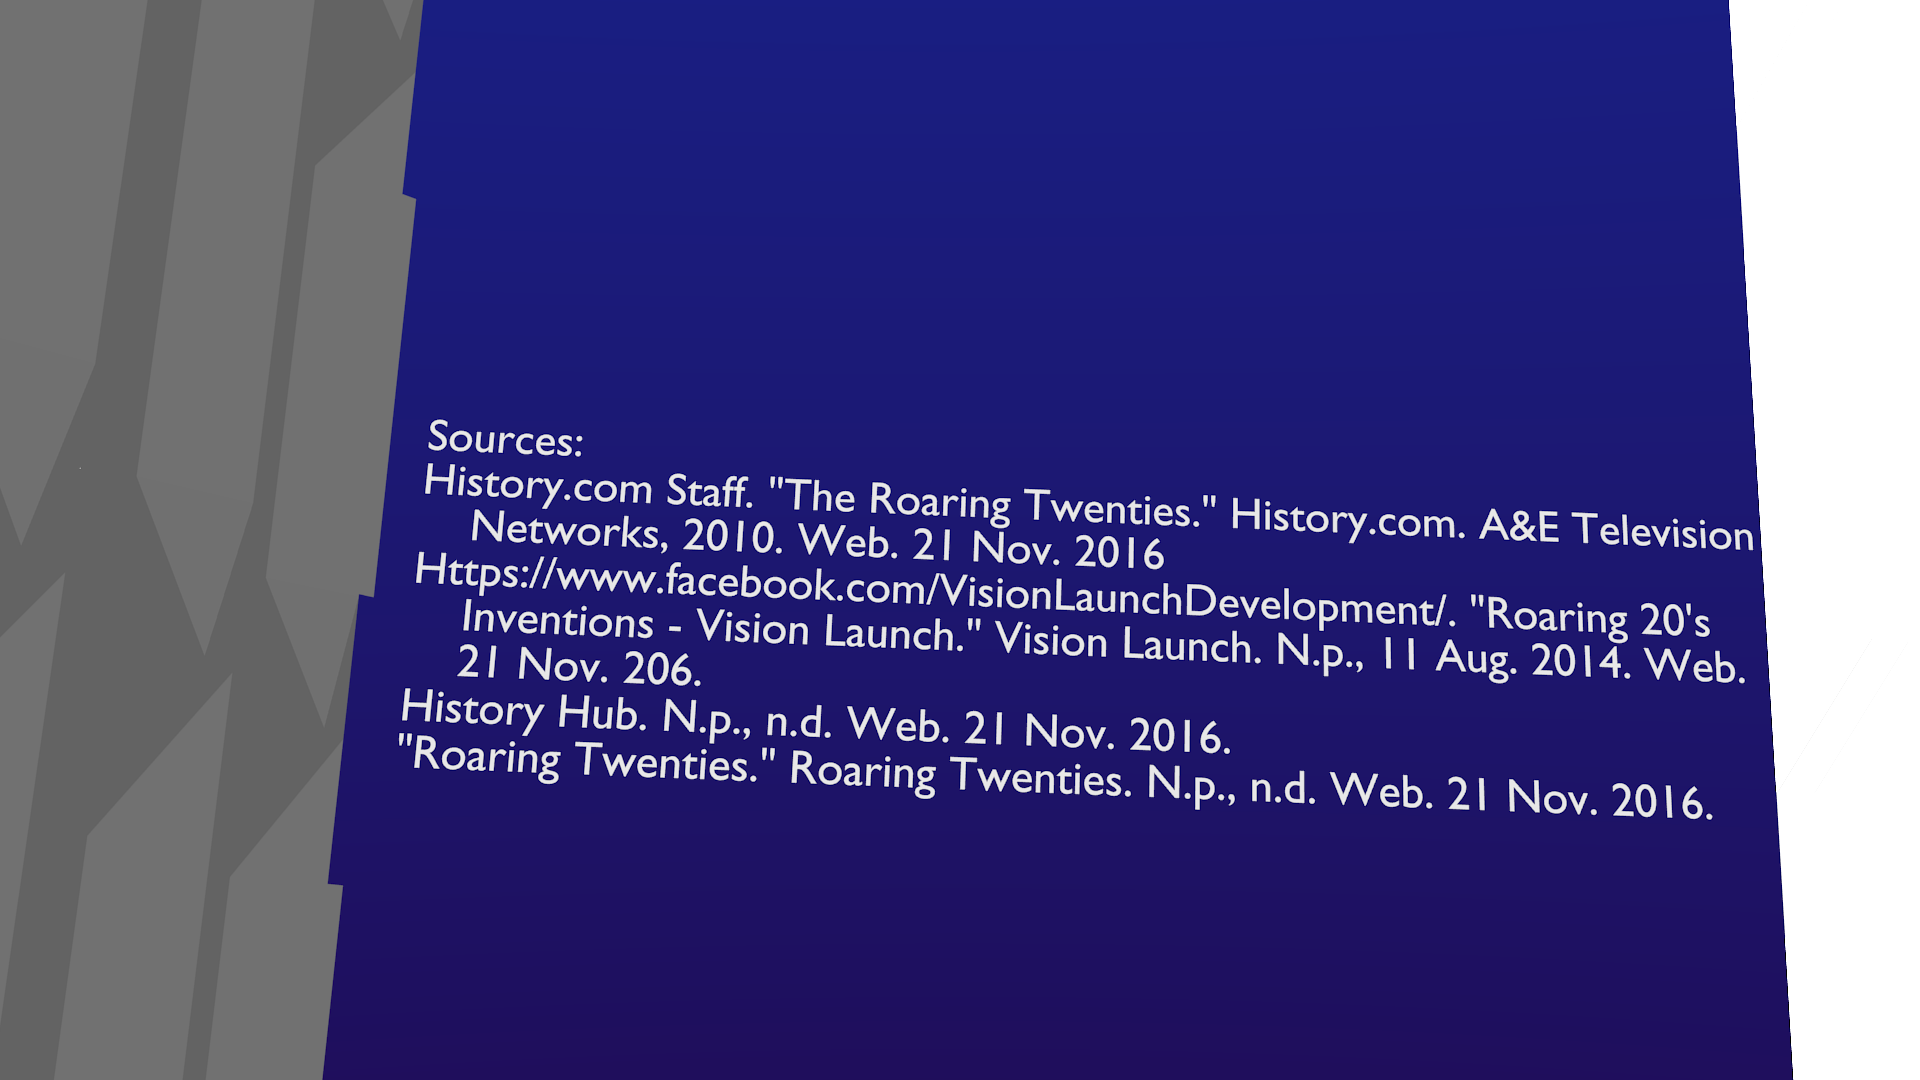 Sources:
History.com Staff. "The Roaring Twenties." History.com. A&E Television
Networks, 2010. Web. 21 Nov. 2016
Https://www.facebook.com/VisionLaunchDevelopment/. "Roaring 20's
Inventions - Vision Launch." Vision Launch. N.p., 11 Aug. 2014. Web.
21 Nov. 206.
History Hub. N.p., n.d. Web. 21 Nov. 2016.
"Roaring Twenties." Roaring Twenties. N.p., n.d. Web. 21 Nov. 2016.